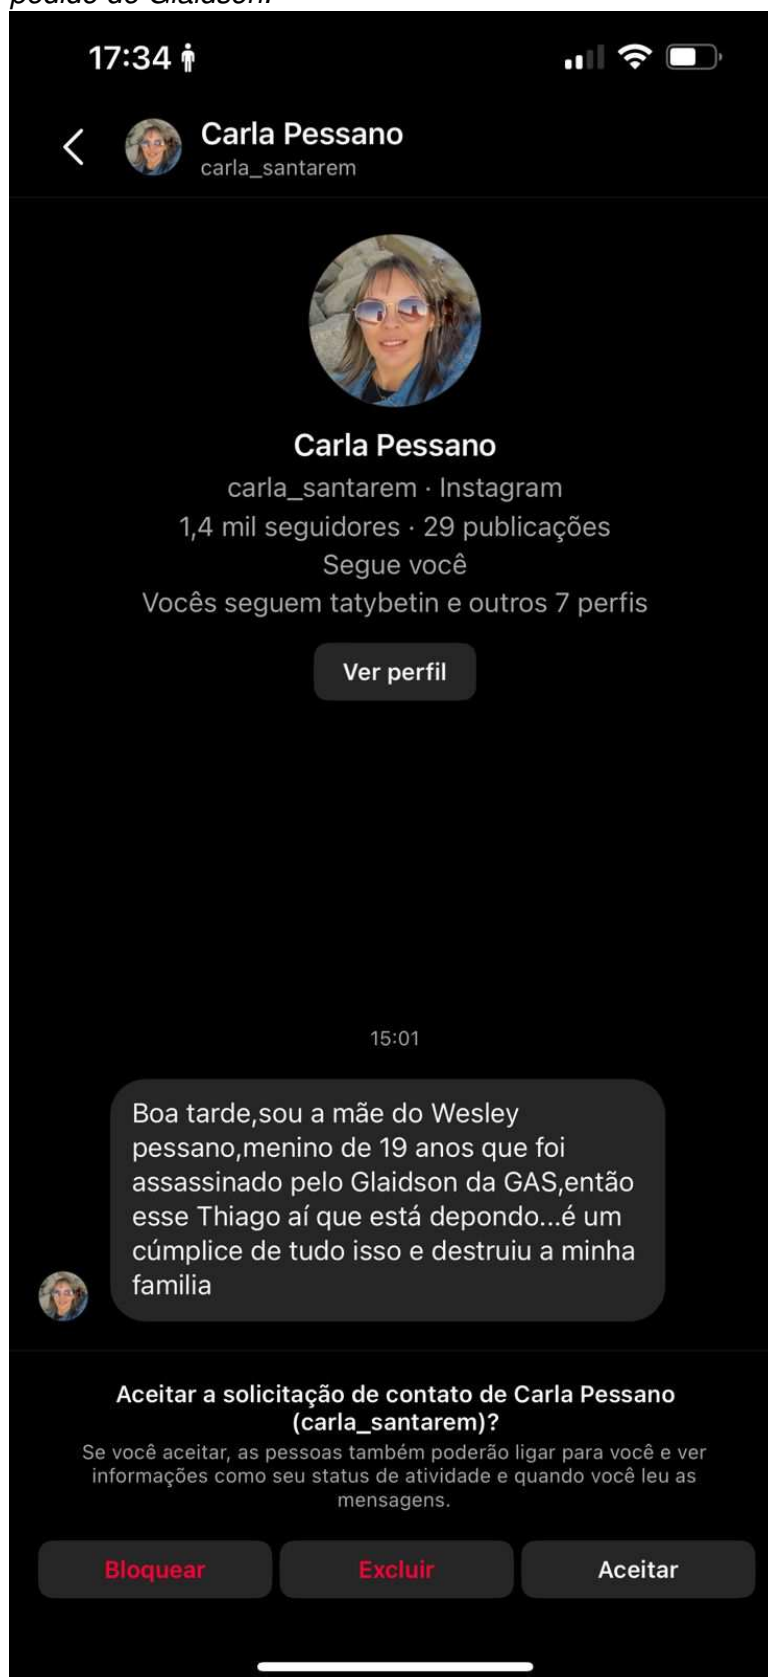 pedido do Glaidson.
17:34
Carla Pessano
carla_santarem
Carla Pessano
carla_santarem · Instagram
1,4 mil seguidores · 29 publicações
Segue você
Vocês seguem tatybetin e outros 7 perfis
Ver perfil
15:01
Boa tarde,sou a mãe do Wesley
pessano,menino de 19 anos que foi
assassinado pelo Glaidson da GAS,então
esse Thiago aí que está depondo...é um
cúmplice de tudo isso e destruiu a minha
familia
Aceitar a solicitação de contato de Carla Pessano
(carla_santarem)?
Se você aceitar, as pessoas também poderão ligar para você e ver
informações como seu status de atividade e quando você leu as
mensagens.
Bloquear Excluir Aceitar